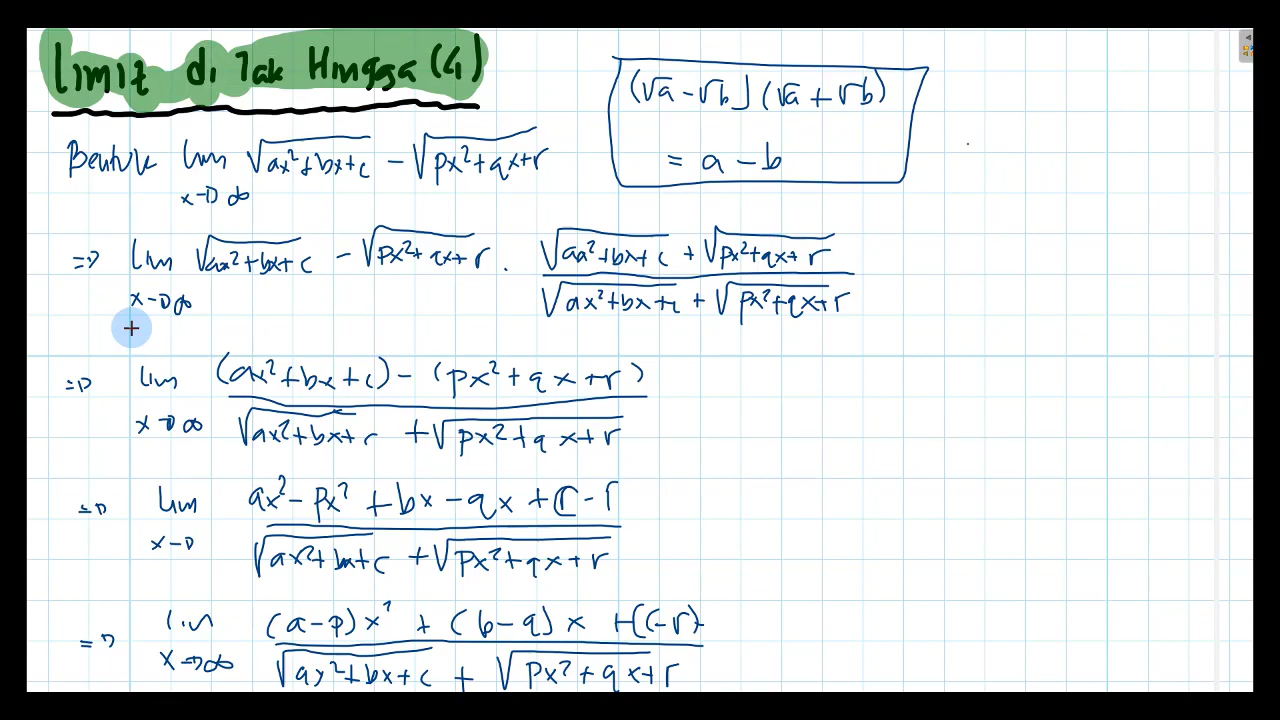 Limit di Tak Hingga (4)
(√a - √b) (√a + √b)
= a - b
Bentuk lim √ax²+bx+c - √px²+qx+r
x→∞
⇒ lim √ax²+bx+c - √px²+qx+r . √ax²+bx+c + √px²+qx+r
x→∞ √ax²+bx+c + √px²+qx+r
⇒ lim (ax²+bx+c) - (px²+qx+r)
x→∞ √ax²+bx+c + √px²+qx+r
⇒ lim ax² - px² + bx - qx + c - r
x→ √ax²+bx+c + √px²+qx+r
⇒ lim (a-p)x² + (b-q)x + (c-r)
x→∞ √ax²+bx+c + √px²+qx+r